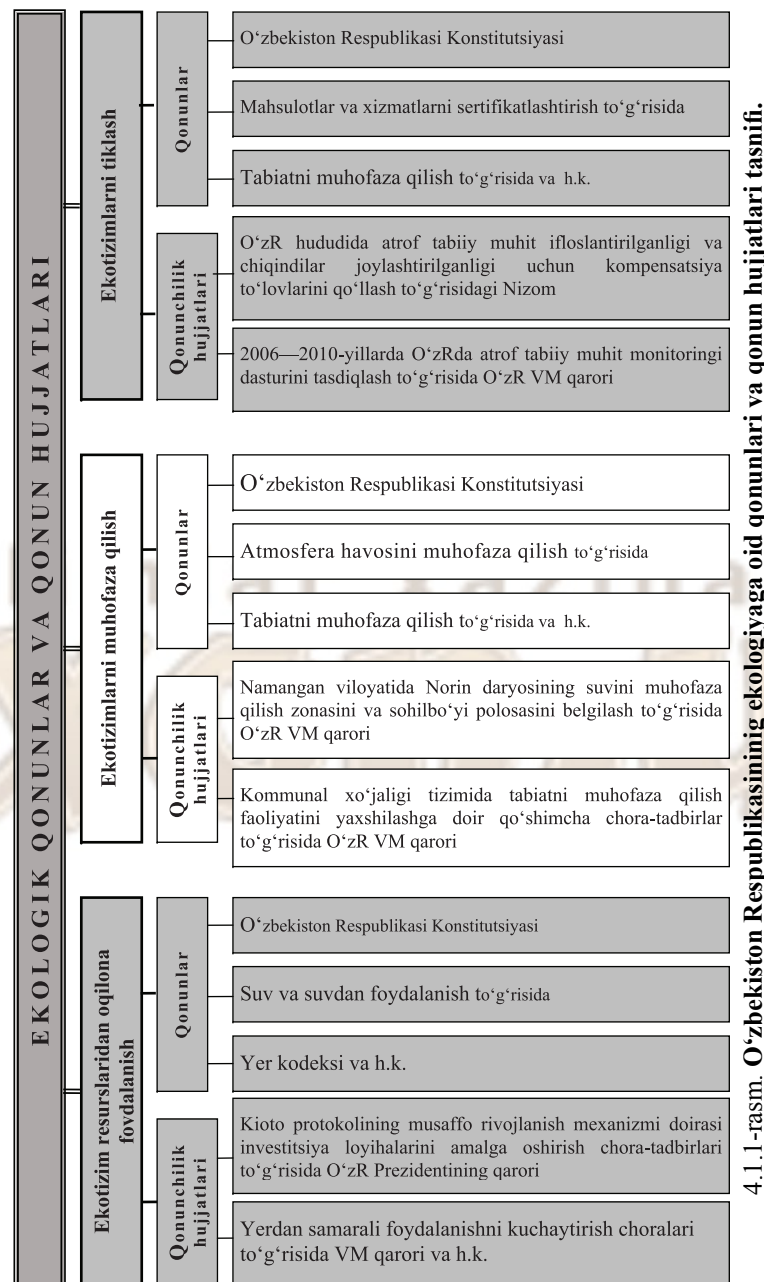 EKOLOGIK QONUNLAR VA QONUN HUJJATLARI
Ekotizimlarni tiklash
Qonunlar
O‘zbekiston Respublikasi Konstitutsiyasi
Mahsulotlar va xizmatlarni sertifikatlashtirish to‘g‘risida
Tabiatni muhofaza qilish to‘g‘risida va h.k.
Qonunchilik
hujjatlari
O‘zR hududida atrof tabiiy muhit ifloslantirilganligi va
chiqindilar joylashtirilganligi uchun kompensatsiya
to‘lovlarini qo‘llash to‘g‘risidagi Nizom
2006—2010-yillarda O‘zRda atrof tabiiy muhit monitoringi
dasturini tasdiqlash to‘g‘risida O‘zR VM qarori
Ekotizimlarni muhofaza qilish
Qonunlar
O‘zbekiston Respublikasi Konstitutsiyasi
Atmosfera havosini muhofaza qilish to‘g‘risida
Tabiatni muhofaza qilish to‘g‘risida va h.k.
Qonunchilik
hujjatlari
Namangan viloyatida Norin daryosining suvini muhofaza
qilish zonasini va sohilbo‘yi polosasini belgilash to‘g‘risida
O‘zR VM qarori
Kommunal xo‘jaligi tizimida tabiatni muhofaza qilish
faoliyatini yaxshilashga doir qo‘shimcha chora-tadbirlar
to‘g‘risida O‘zR VM qarori
Ekotizim resurslaridan oqilona
fovdalanish
Qonunlar
O‘zbekiston Respublikasi Konstitutsiyasi
Suv va suvdan foydalanish to‘g‘risida
Yer kodeksi va h.k.
Qonunchilik
hujjatlari
Kioto protokolining musaffo rivojlanish mexanizmi doirasi
investitsiya loyihalarini amalga oshirish chora-tadbirlari
to‘g‘risida O‘zR Prezidentining qarori
Yerdan samarali foydalanishni kuchaytirish choralari
to‘g‘risida VM qarori va h.k.
4.1.1-rasm. O‘zbekiston Respublikasininig ekologiyaga oid qonunlari va qonun hujjatlari tasnifi.